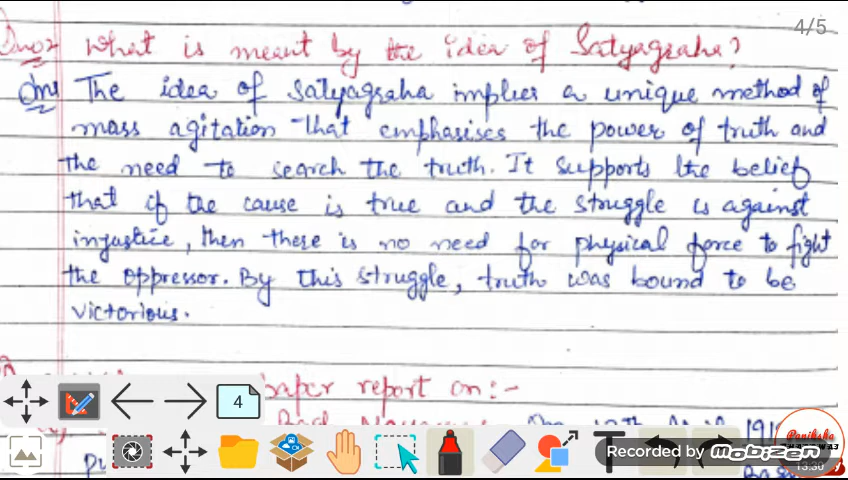 4/5
Ques2 What is meant by the idea of Satyagraha?
Ans The idea of Satyagraha implies a unique method of
mass agitation that emphasises the power of truth and
the need to search the truth. It supports the belief
that if the cause is true and the struggle is against
injustice, then there is no need for physical force to fight
the oppressor. By this struggle, truth was bound to be
victorious.
paper report on:-
4
Recorded by mobizen
13:30